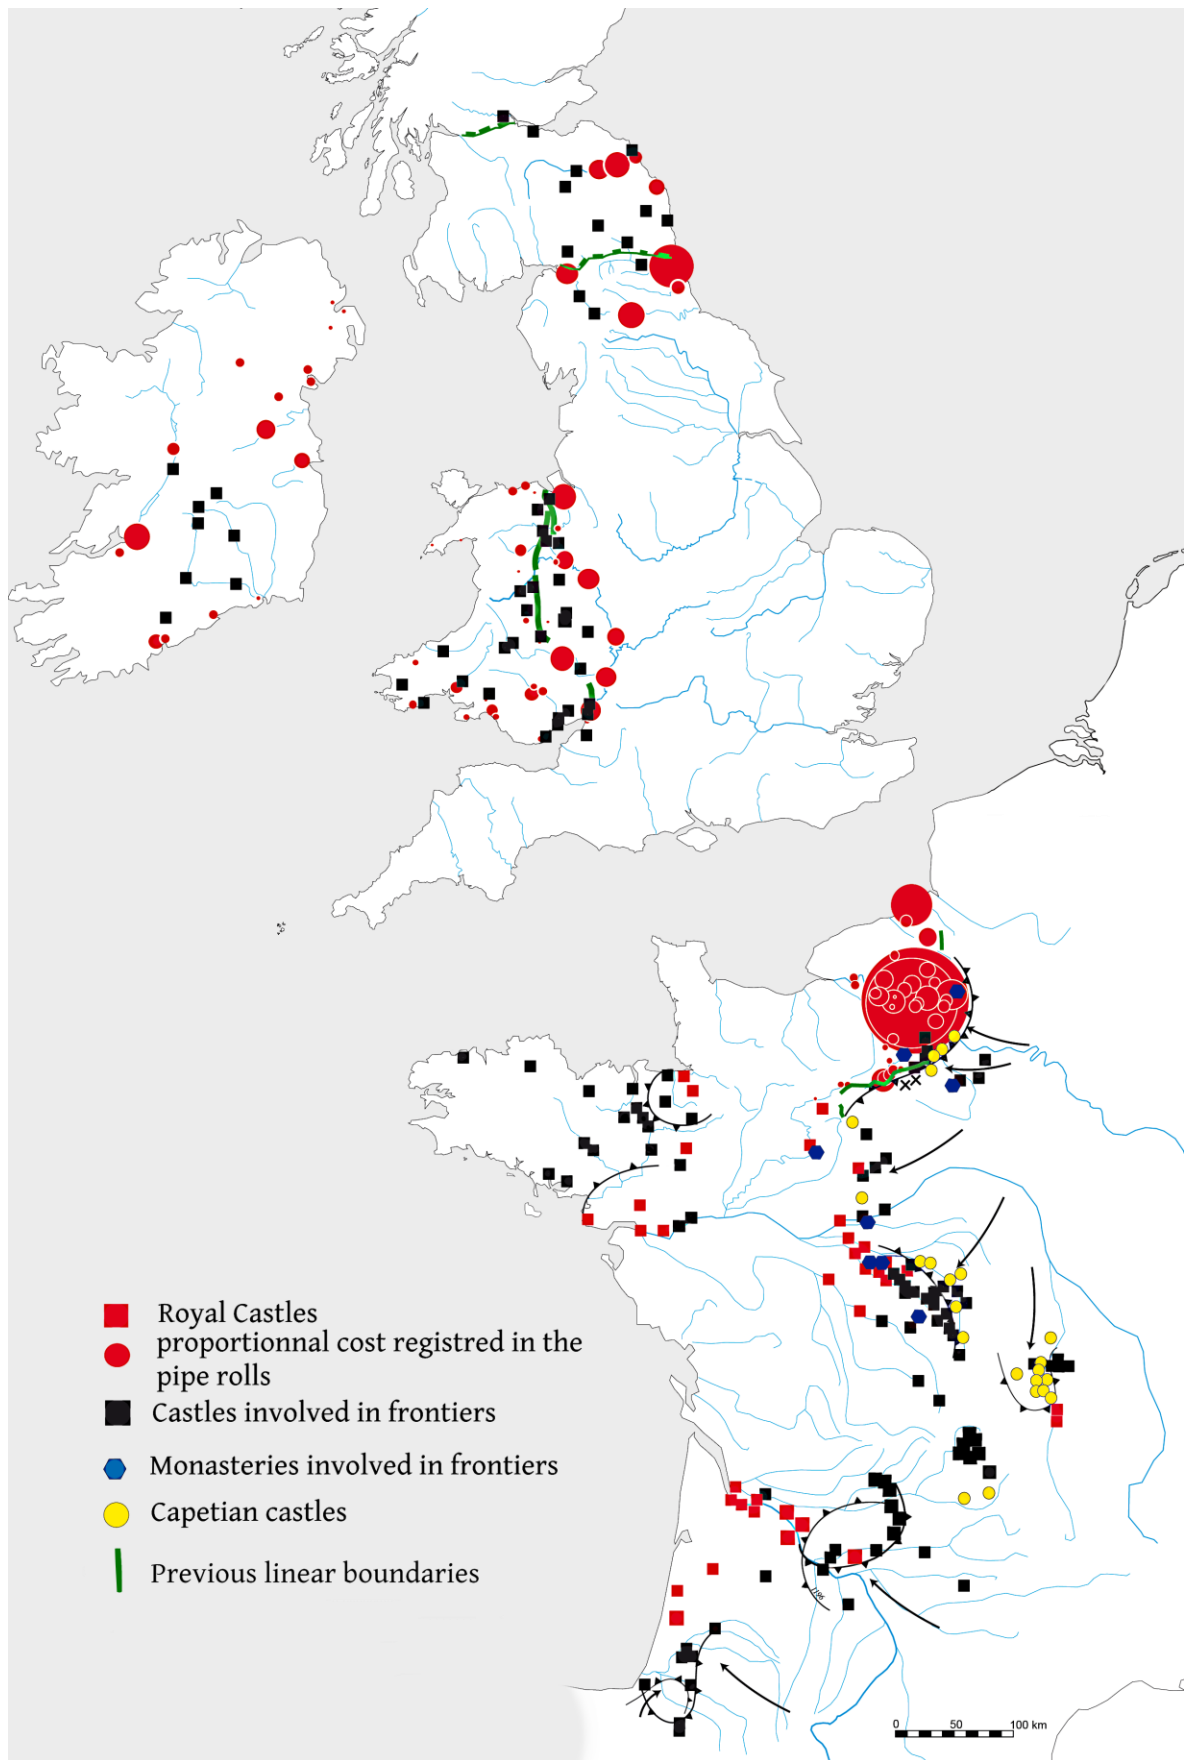 Royal Castles
proportionnal cost registred in the
pipe rolls
Castles involved in frontiers
Monasteries involved in frontiers
Capetian castles
Previous linear boundaries
1196
0 50 100 km